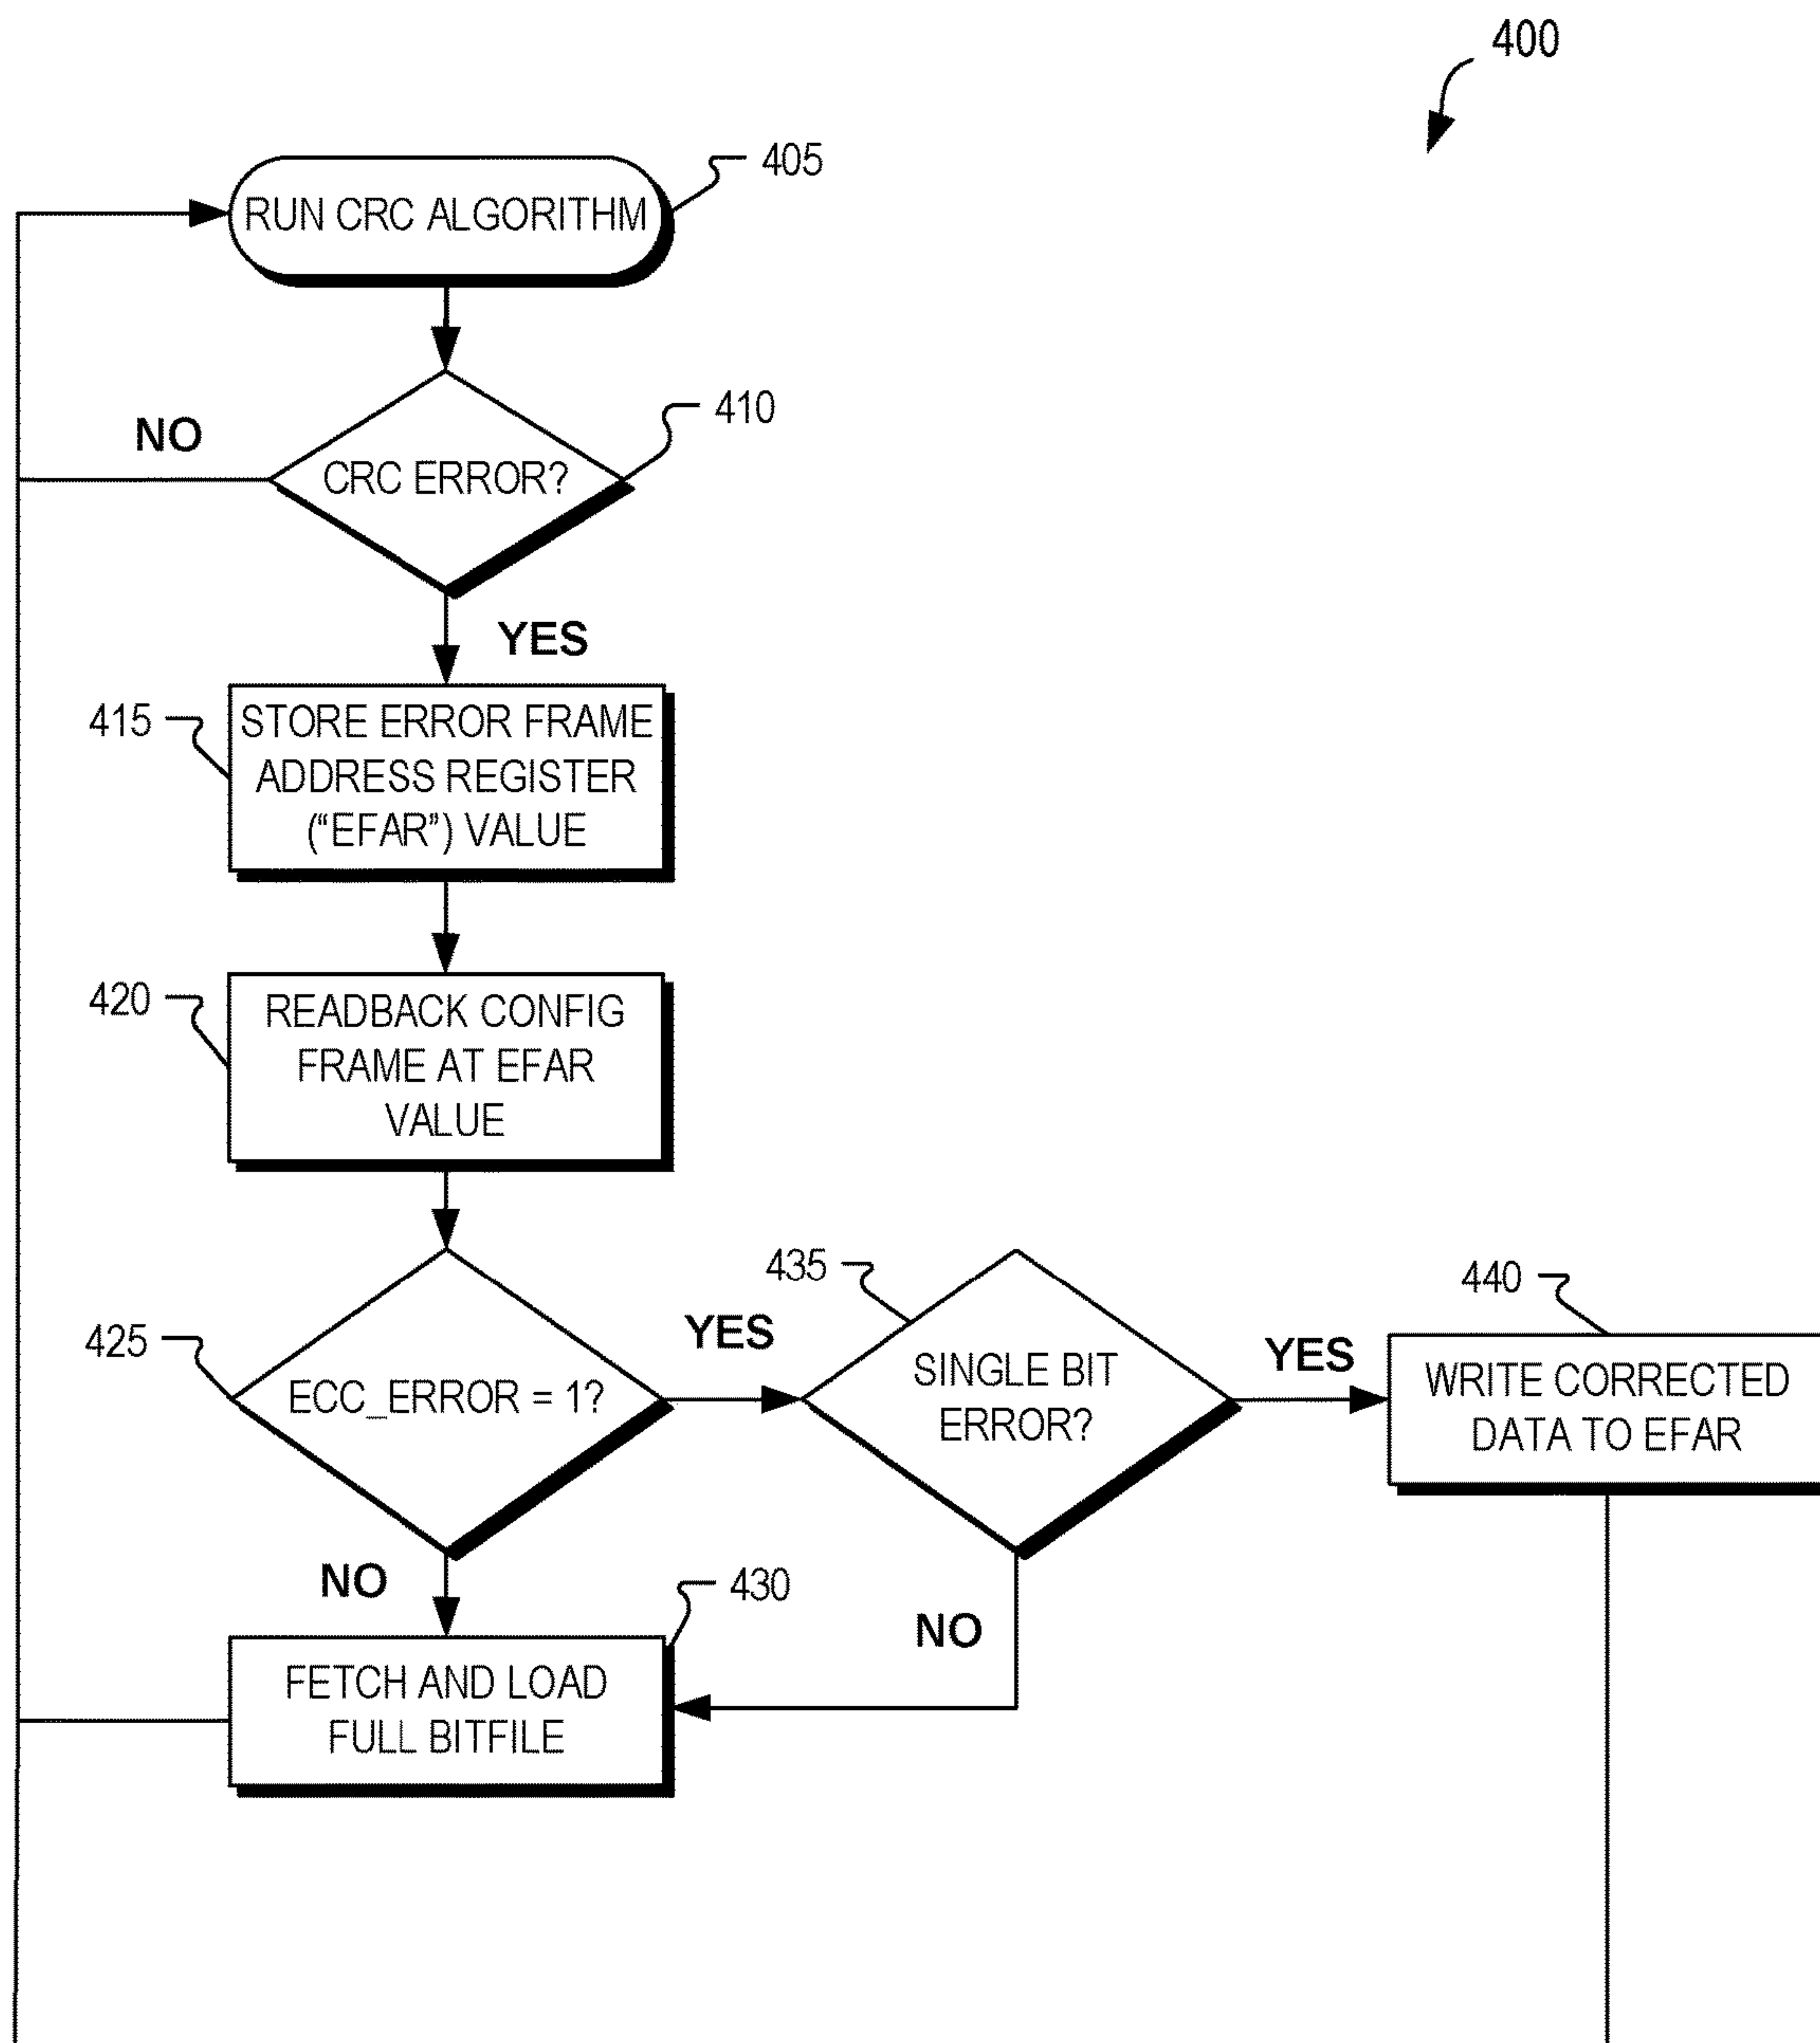 400
RUN CRC ALGORITHM
405
NO
CRC ERROR?
410
YES
415
STORE ERROR FRAME
ADDRESS REGISTER
("EFAR") VALUE
420
READBACK CONFIG
FRAME AT EFAR
VALUE
425
ECC_ERROR = 1?
YES
435
SINGLE BIT
ERROR?
YES
440
WRITE CORRECTED
DATA TO EFAR
NO
430
NO
FETCH AND LOAD
FULL BITFILE